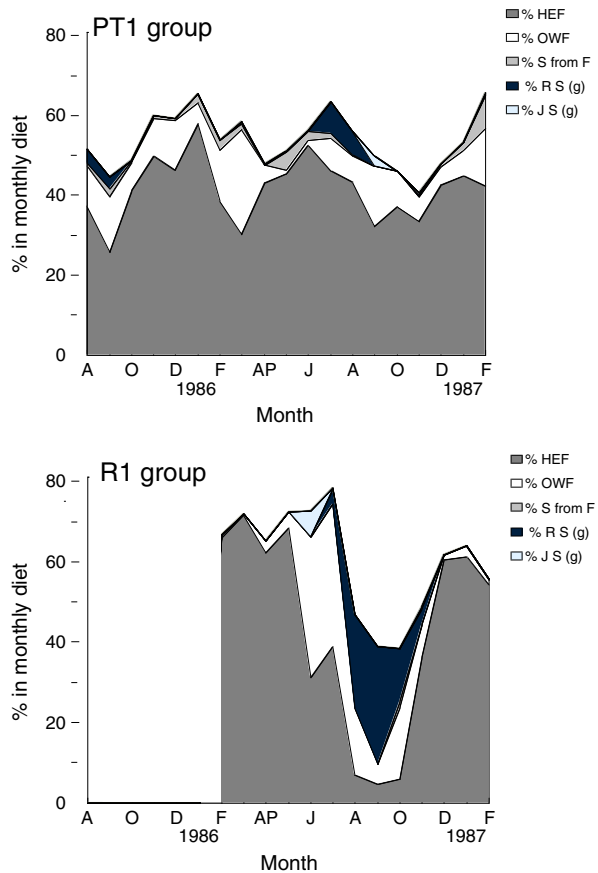 PT1 group
% HEF
% OWF
% S from F
% R S (g)
% J S (g)
% in monthly diet
80
60
40
20
0
A O D F AP J A O D F
1986 1987
Month
R1 group
% HEF
% OWF
% S from F
% R S (g)
% J S (g)
% in monthly diet
80
60
40
20
0
A O D F AP J A O D F
1986 1987
Month